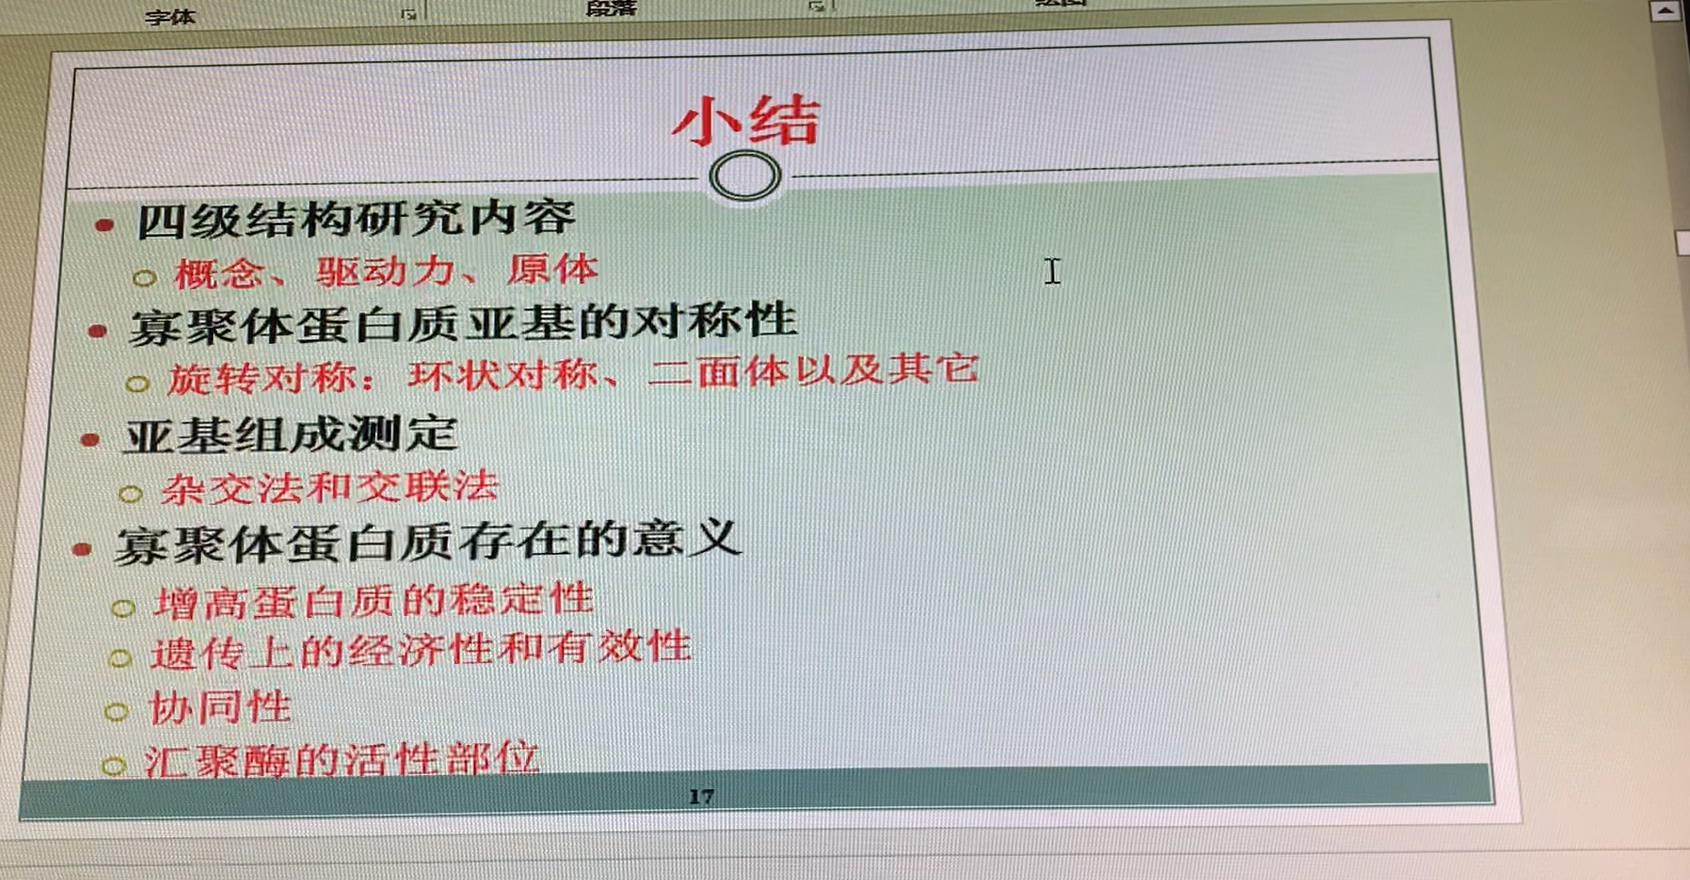 字体
段落
绘图
小结
四级结构研究内容
概念、驱动力、原体
寡聚体蛋白质亚基的对称性
旋转对称：环状对称、二面体以及其它
亚基组成测定
杂交法和交联法
寡聚体蛋白质存在的意义
增高蛋白质的稳定性
遗传上的经济性和有效性
协同性
汇聚酶的活性部位
17